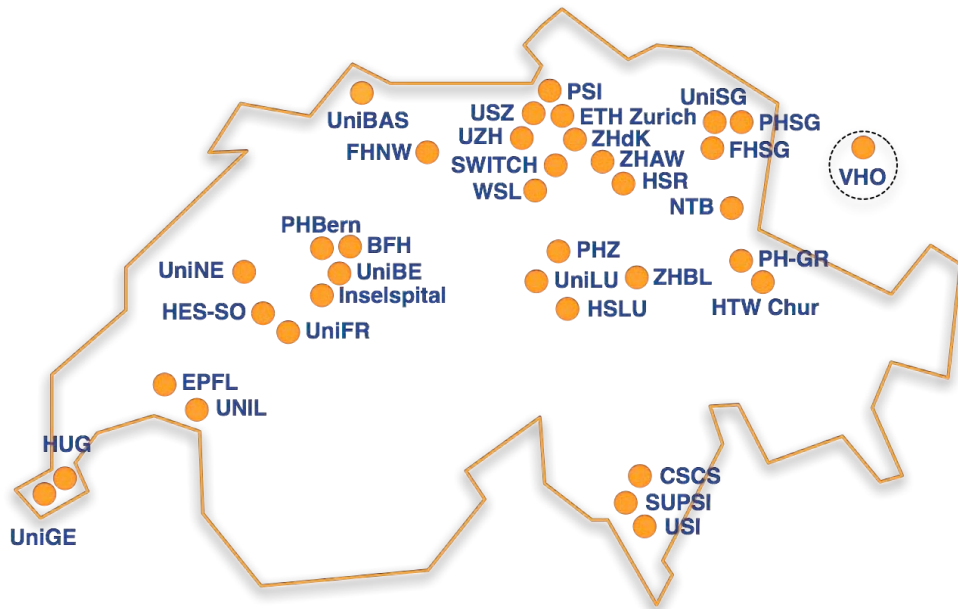 PSI
USZ
ETH Zurich
UniSG
PHSG
UniBAS
UZH
ZHdK
FHSG
FHNW
SWITCH
ZHAW
VHO
WSL
HSR
NTB
PHBern
BFH
PHZ
PH-GR
UniNE
UniBE
UniLU
ZHBL
Inselspital
HES-SO
HSLU
HTW Chur
UniFR
EPFL
UNIL
HUG
CSCS
SUPSI
USI
UniGE